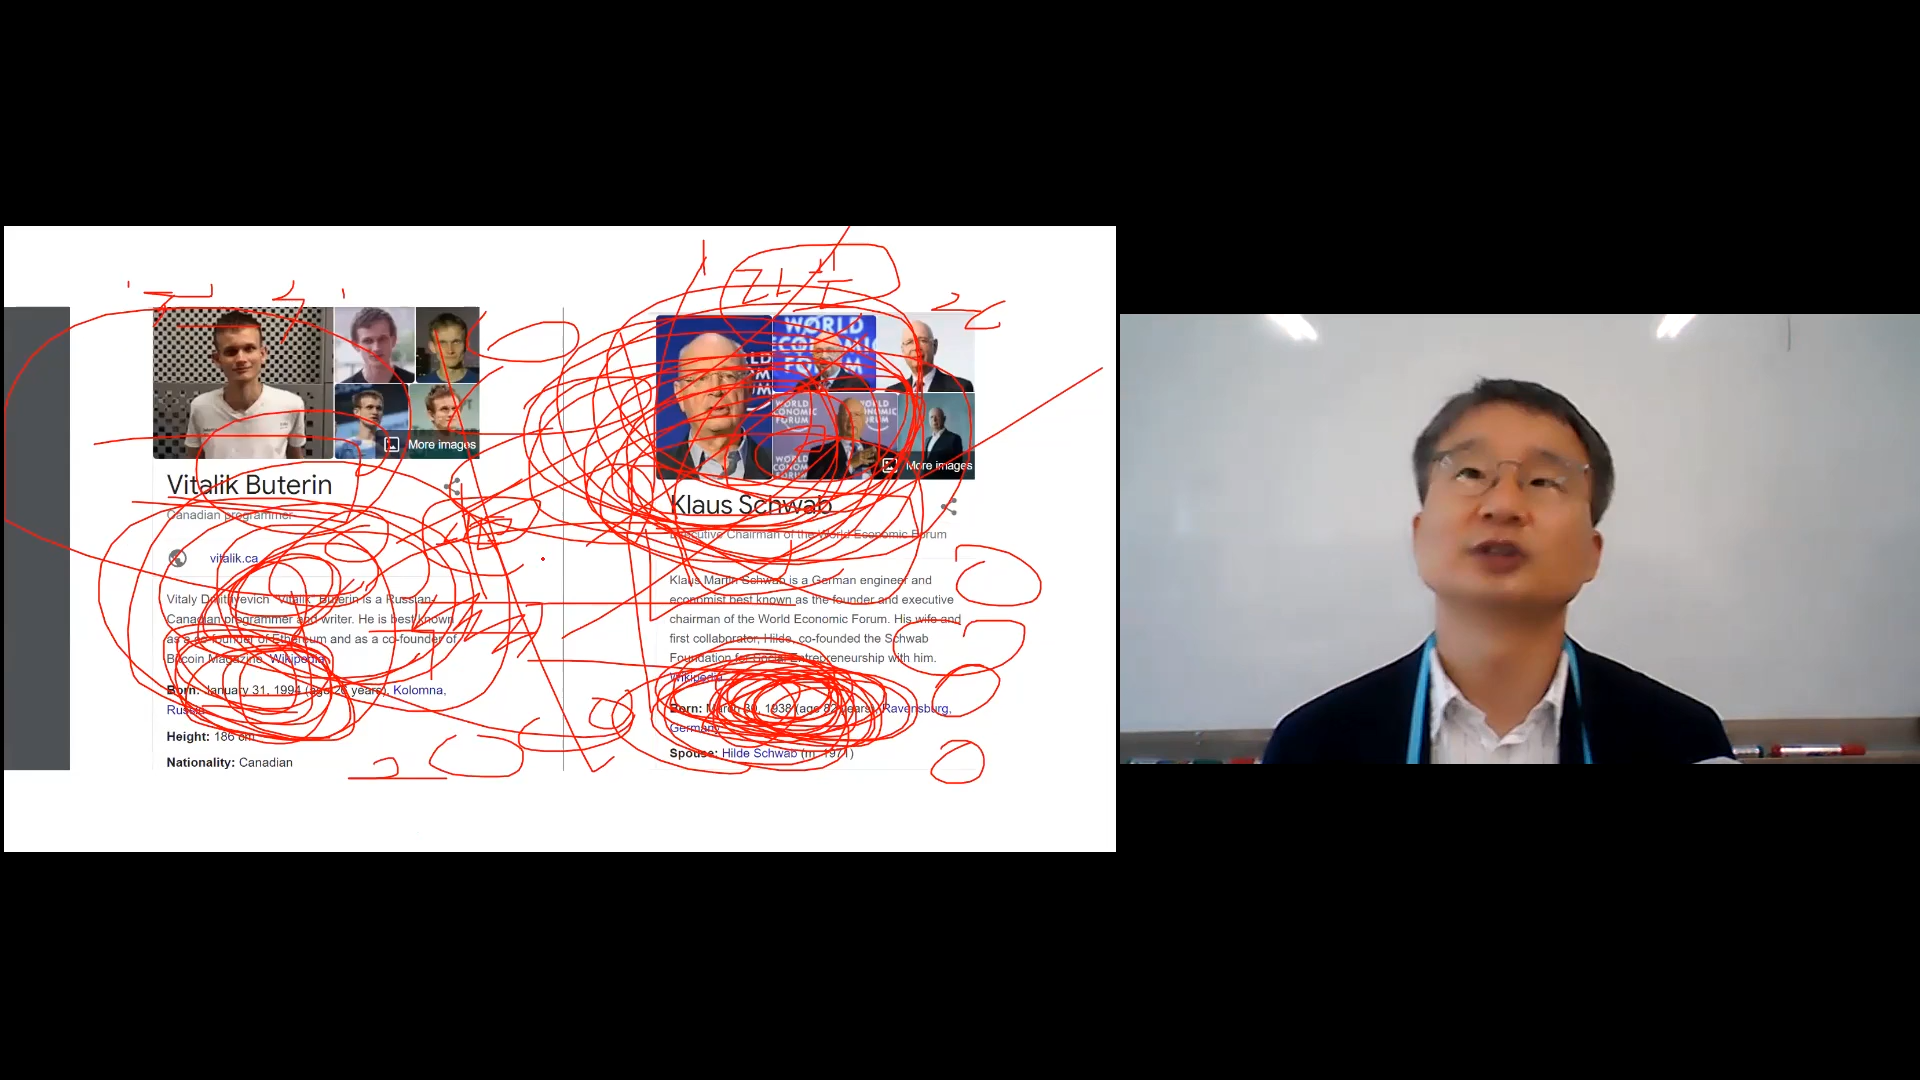 WORLD
ECONOMIC
FORUM
WORLD
ONOMIC
RUM
WORLD
ECONOM
FORUM
More images
More images
Vitalik Buterin
Canadian programmer
vitalik.ca
Vitaly Dmitriyevich "Vitalik" Buterin is a Russian-
Canadian programmer and writer. He is best known
as a co-founder of Ethereum and as a co-founder of
Bitcoin Magazine. Wikipedia
Born: January 31, 1994 (age 26 years), Kolomna,
Russia
Height: 186 cm
Nationality: Canadian
Klaus Schwab
Executive Chairman of the World Economic Forum
Klaus Martin Schwab is a German engineer and
economist best known as the founder and executive
chairman of the World Economic Forum. His wife and
first collaborator, Hilde, co-founded the Schwab
Foundation for Social Entrepreneurship with him.
Wikipedia
Born: March 30, 1938 (age 82 years), Ravensburg,
Germany
Spouse: Hilde Schwab (m. 1971)